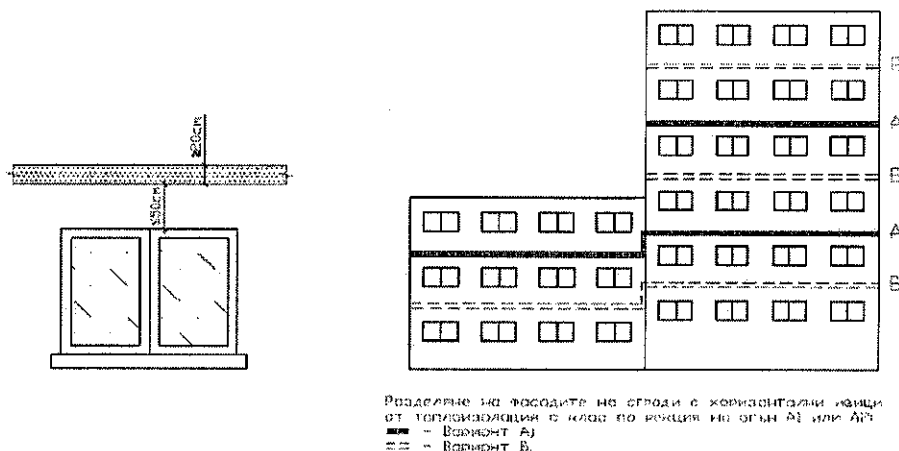 ≥20cm
≤50cm
В
А
В
А
В
Разделяне на фасадите на сгради с хоризонтални ивици
от топлоизолация с клас по реакция на огън А1 или А2:
- Вариант А;
- Вариант Б.